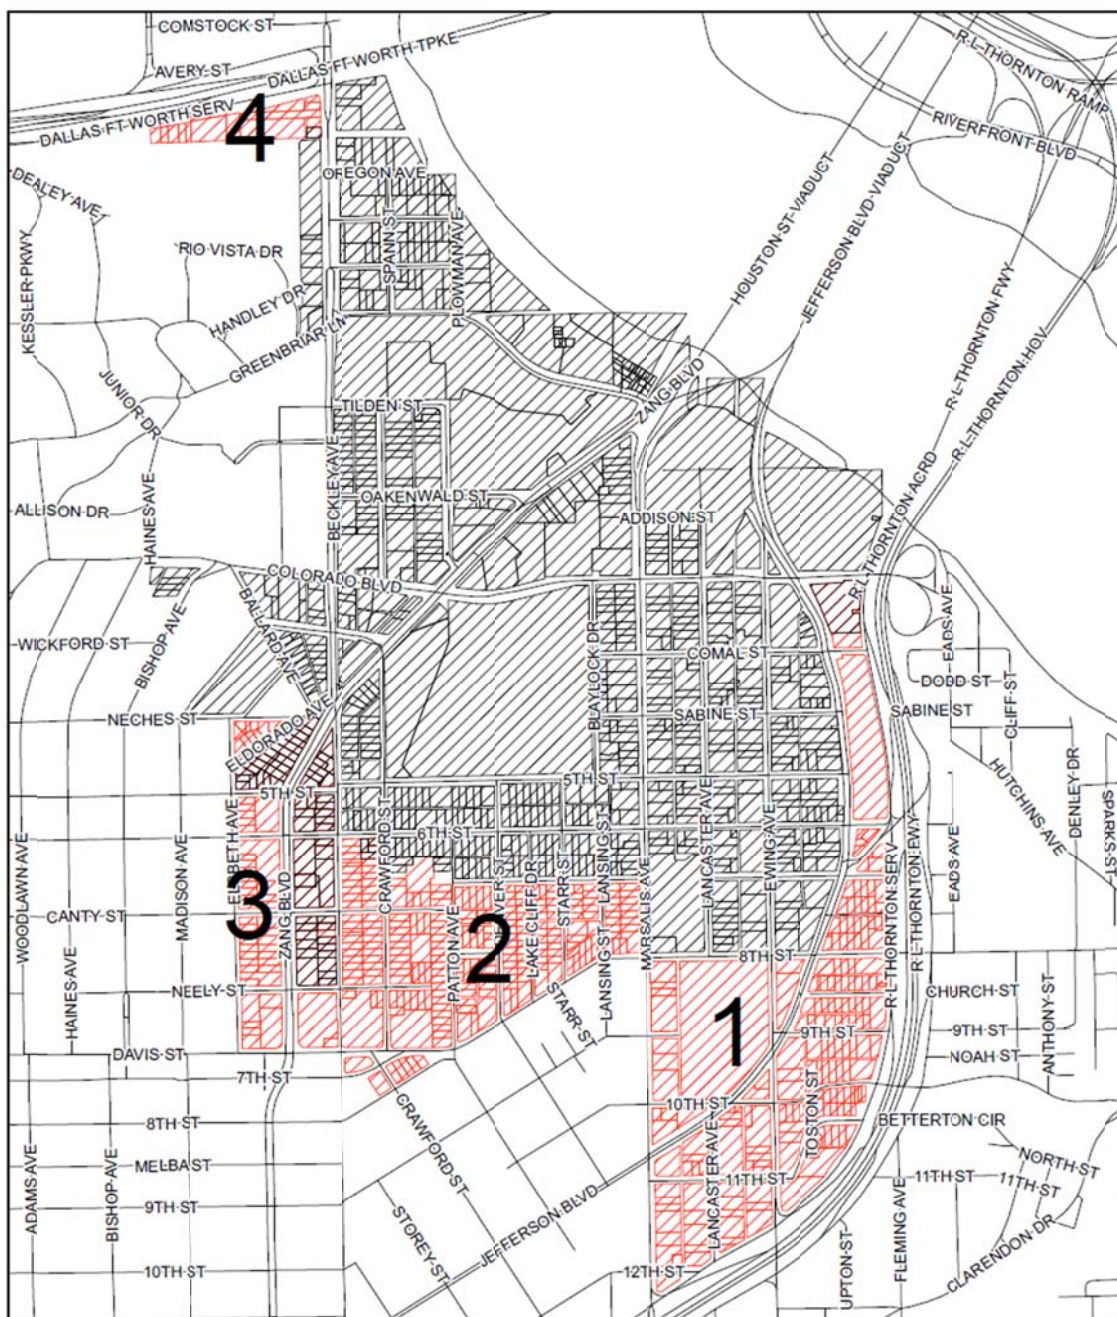 COMSTOCK ST
AVERY ST
DALLAS FT WORTH TPKE
DALLAS FT WORTH SERV
4
R L THORNTON RAMP
RIVERFRONT BLVD
DEALEY AVE
OREGON AVE
HOUSTON ST VIADUCT
JEFFERSON BLVD VIADUCT
KESSLER PKWY
RIO VISTA DR
SPANN ST
PLOWMAN AVE
HANDLEY DR
GREENBRIAR LN
R L THORNTON FWY
R L THORNTON HOV
JUNIOR DR
TILDEN ST
ZANG BLVD
BECKLEY AVE
HAINES AVE
ALLISON DR
OAKENWALD ST
ADDISON ST
R L THORNTON ACRD
COLORADO BLVD
BALLARD AVE
BISHOP AVE
WICKFORD ST
BLAYLOCK DR
COMAL ST
EADS AVE
DODD ST
CLIFF ST
NECHES ST
ELDORADO AVE
SABINE ST
SABINE ST
HUTCHINS AVE
DENLEY DR
SPARKS ST
5TH ST
5TH ST
6TH ST
WOODLAWN AVE
MADISON AVE
ELSBETH AVE
ZANG BLVD
CRAWFORD ST
LAKE CLIFF DR
STARR ST
LANSING ST
MARSALIS AVE
LANCASTER AVE
EWING AVE
R L THORNTON SERV
R L THORNTON FWY
EADS AVE
3
CANTY ST
PATTON AVE
2
8TH ST
HAINES AVE
NEELY ST
STARR ST
LANSING ST
1
CHURCH ST
9TH ST
9TH ST
NOAH ST
ANTHONY ST
DAVIS ST
7TH ST
8TH ST
10TH ST
TOSTON ST
BETTERTON CIR
CRAWFORD ST
MELBA ST
LANCASTER AVE
11TH ST
11TH ST
11TH ST
NORTH ST
ADAMS AVE
BISHOP AVE
9TH ST
STOREY ST
JEFFERSON BLVD
10TH ST
12TH ST
UPTON ST
FLEMING AVE
CLARENDON DR